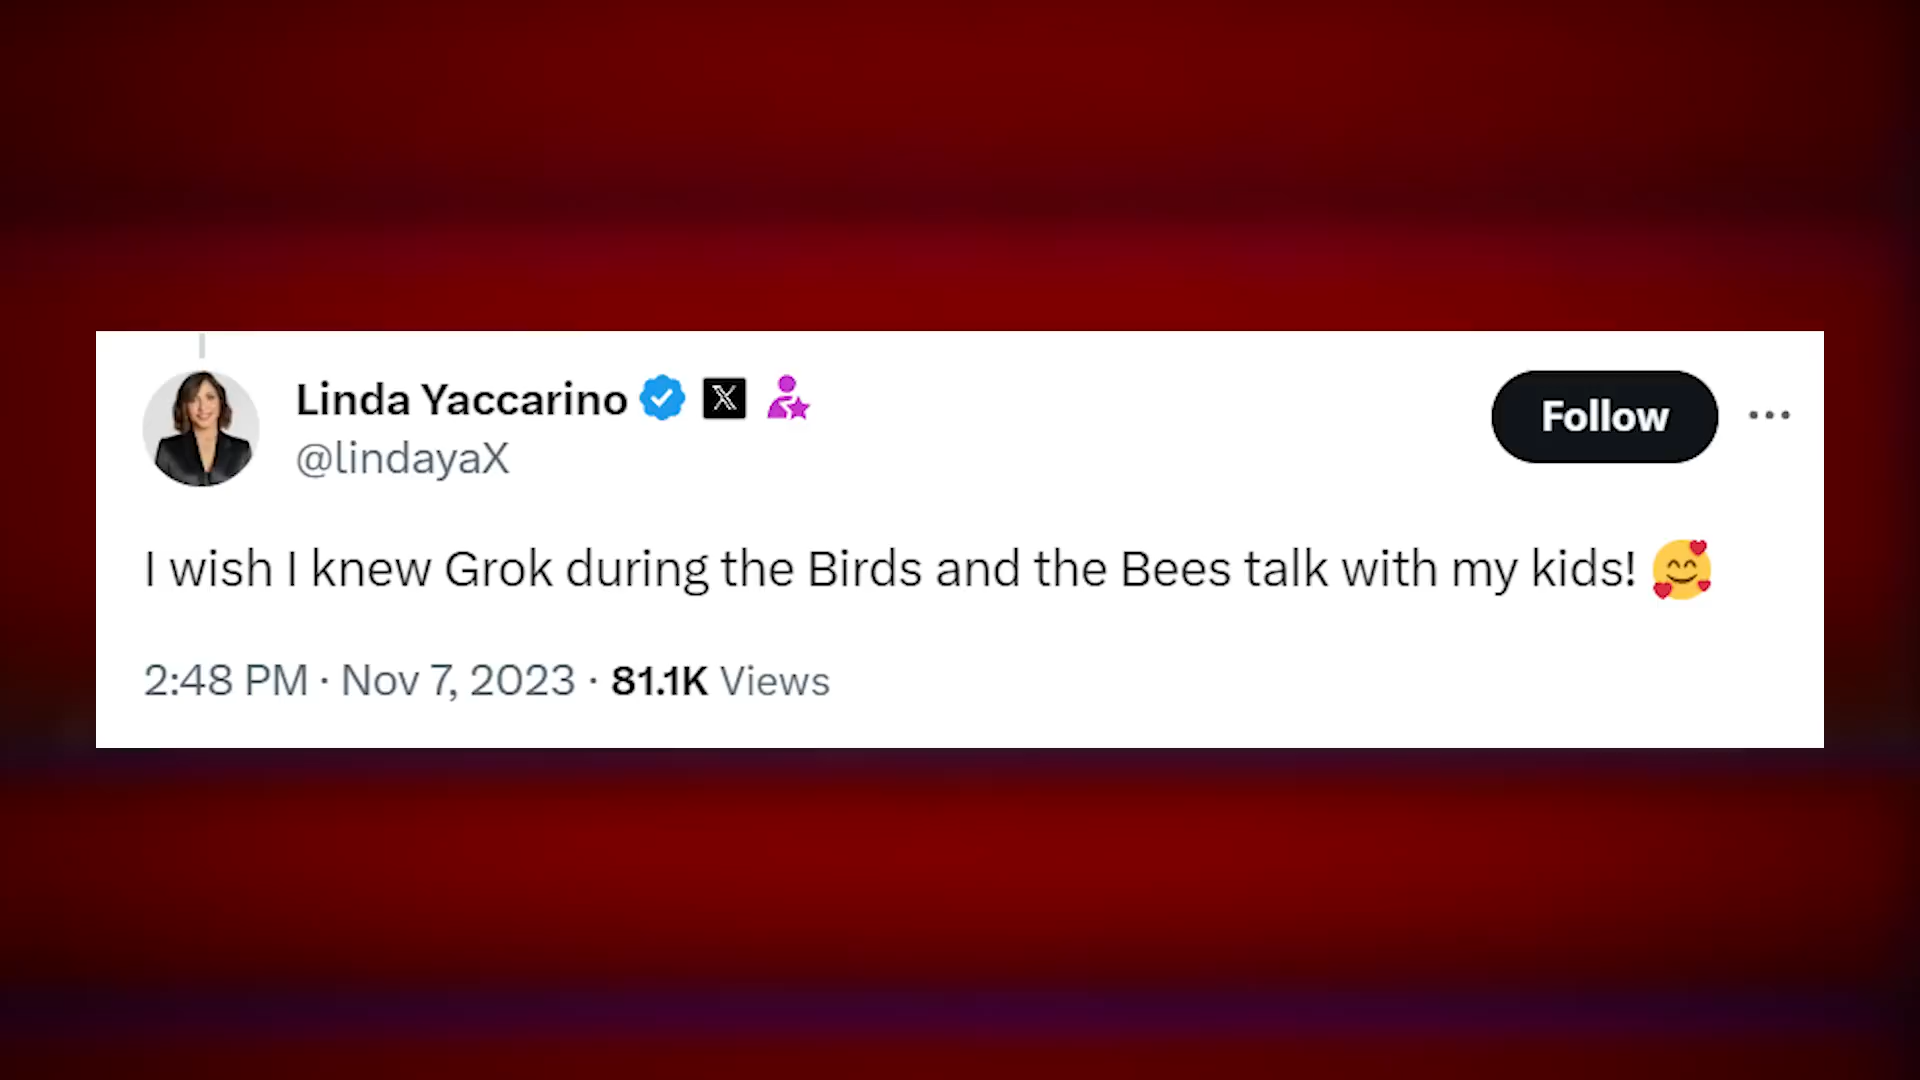 Linda Yaccarino
Follow
@lindayaX
I wish I knew Grok during the Birds and the Bees talk with my kids! 🥰
2:48 PM · Nov 7, 2023 · 81.1K Views